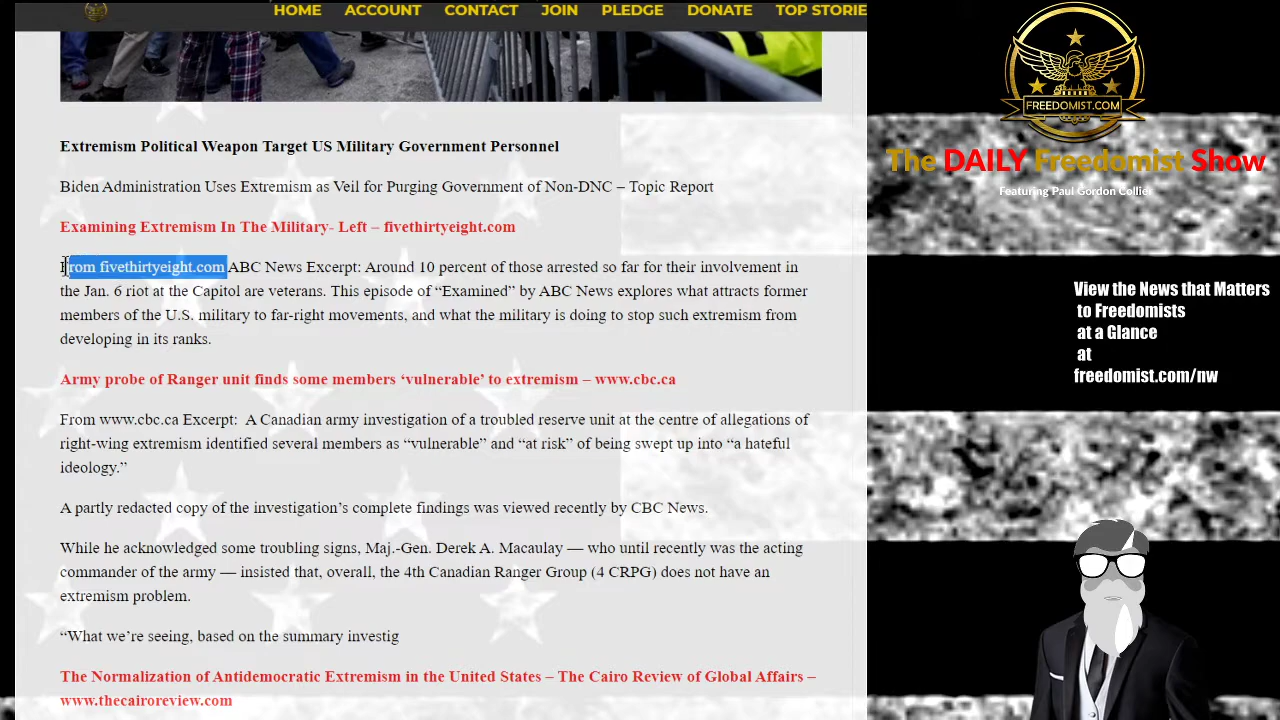 HOME ACCOUNT CONTACT JOIN PLEDGE DONATE TOP STORIE
Extremism Political Weapon Target US Military Government Personnel
Biden Administration Uses Extremism as Veil for Purging Government of Non-DNC – Topic Report
Examining Extremism In The Military- Left – fivethirtyeight.com
From fivethirtyeight.com ABC News Excerpt: Around 10 percent of those arrested so far for their involvement in
the Jan. 6 riot at the Capitol are veterans. This episode of “Examined” by ABC News explores what attracts former
members of the U.S. military to far-right movements, and what the military is doing to stop such extremism from
developing in its ranks.
Army probe of Ranger unit finds some members ‘vulnerable’ to extremism – www.cbc.ca
From www.cbc.ca Excerpt:  A Canadian army investigation of a troubled reserve unit at the centre of allegations of
right-wing extremism identified several members as “vulnerable” and “at risk” of being swept up into “a hateful
ideology.”
A partly redacted copy of the investigation’s complete findings was viewed recently by CBC News.
While he acknowledged some troubling signs, Maj.-Gen. Derek A. Macaulay — who until recently was the acting
commander of the army — insisted that, overall, the 4th Canadian Ranger Group (4 CRPG) does not have an
extremism problem.
“What we’re seeing, based on the summary investig
The Normalization of Antidemocratic Extremism in the United States – The Cairo Review of Global Affairs –
www.thecairoreview.com
FREEDOMIST.COM
The DAILY Freedomist Show
Featuring Paul Gordon Collie
View the News that Matters
to Freedomists
at a Glance
at
freedomist.com/nw